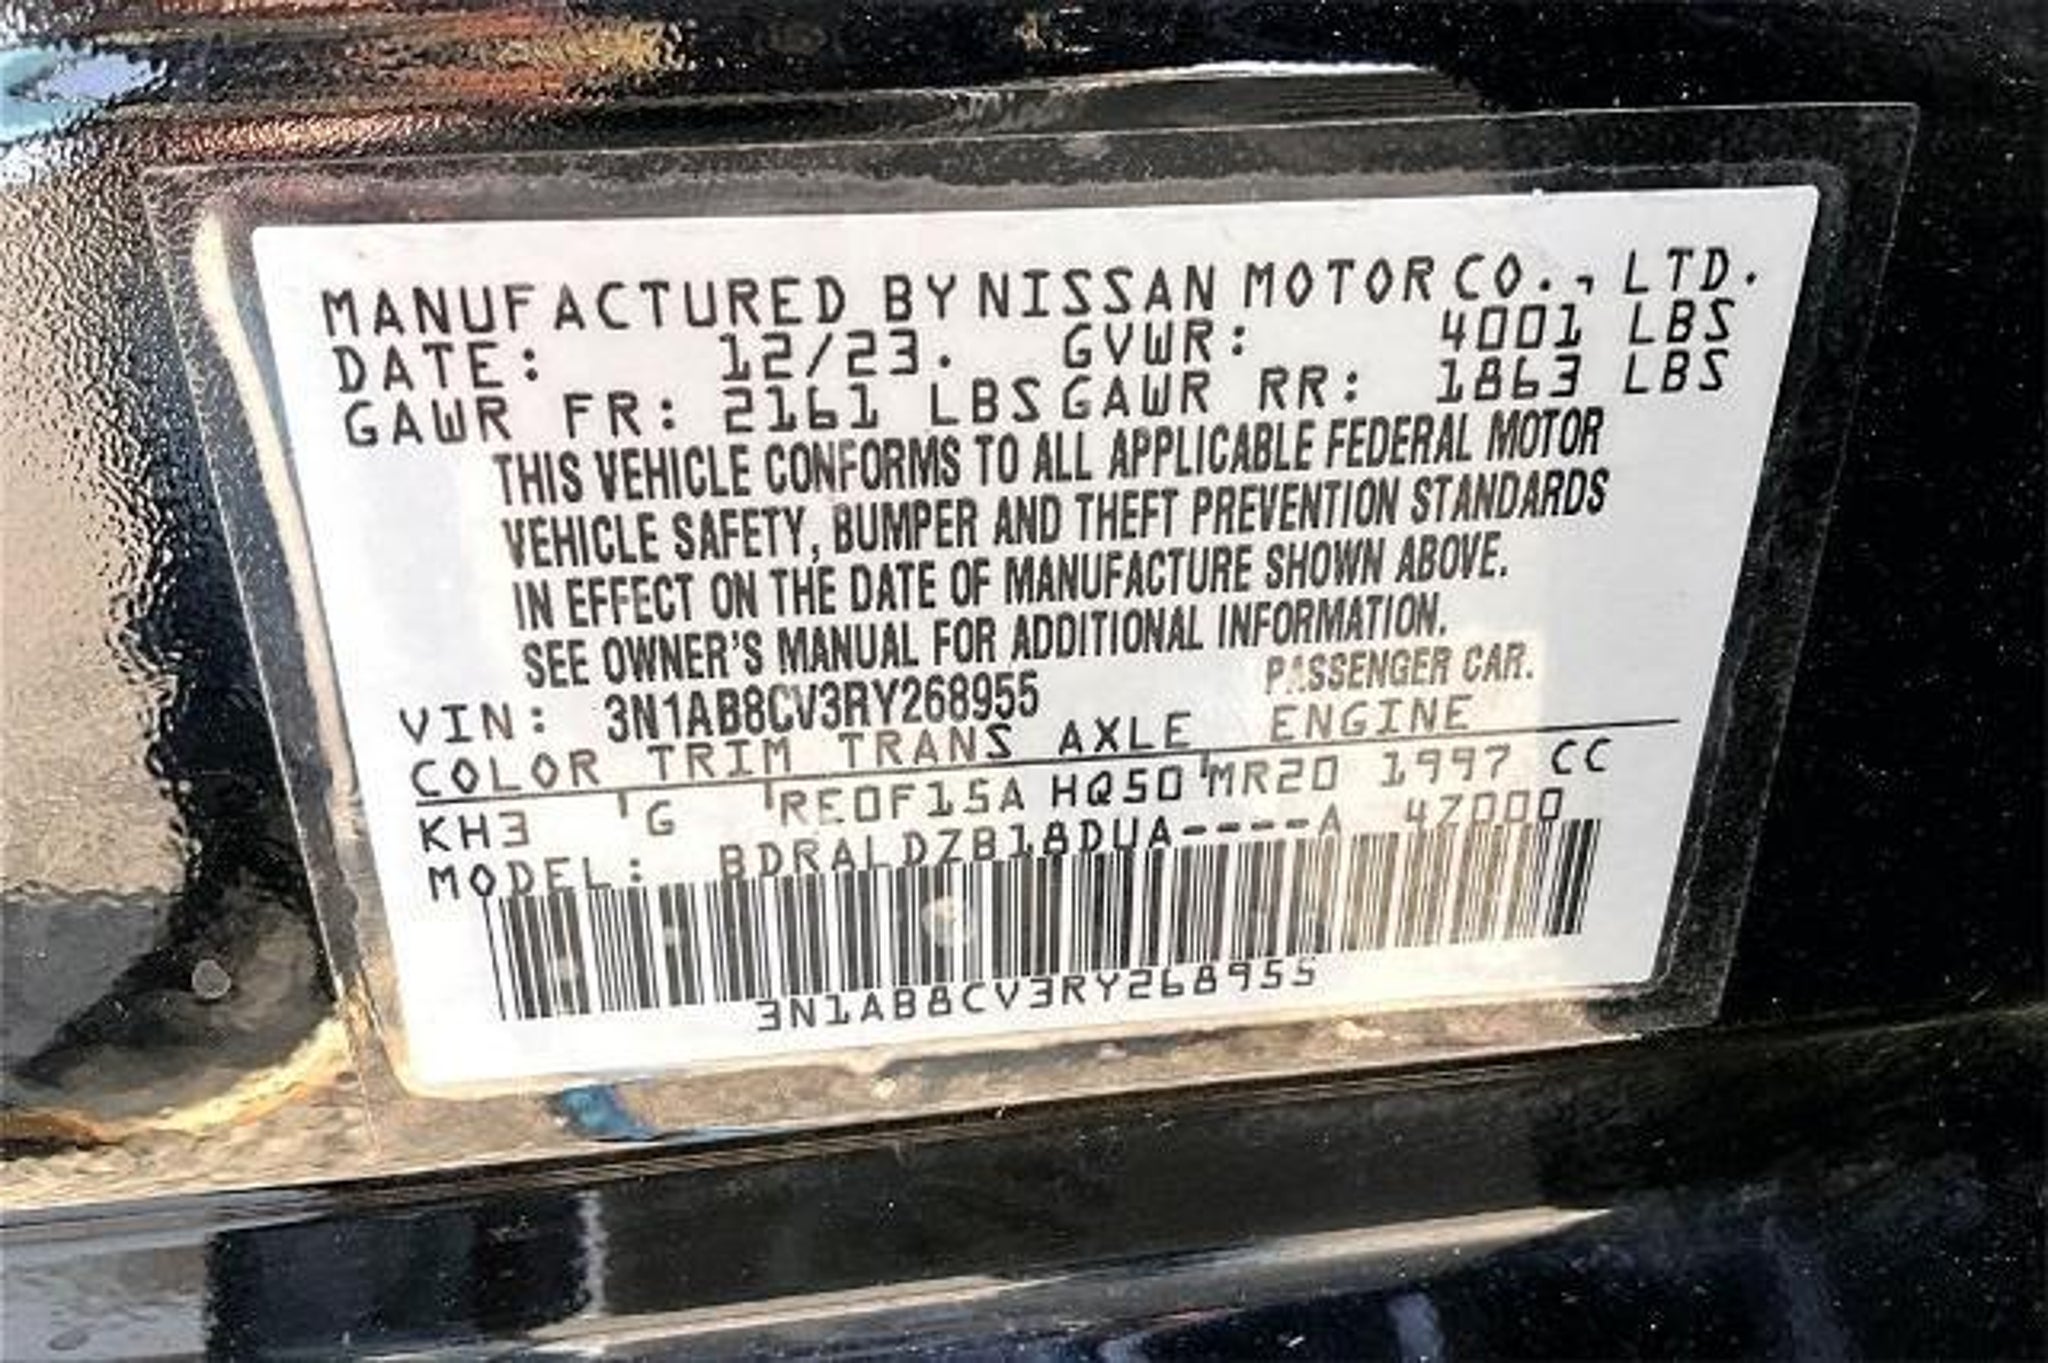 MANUFACTURED BY NISSAN MOTOR CO., LTD.
DATE: 12/23. GVWR: 4001 LBS
GAWR FR: 2161 LBS GAWR RR: 1863 LBS
THIS VEHICLE CONFORMS TO ALL APPLICABLE FEDERAL MOTOR
VEHICLE SAFETY, BUMPER AND THEFT PREVENTION STANDARDS
IN EFFECT ON THE DATE OF MANUFACTURE SHOWN ABOVE.
SEE OWNER'S MANUAL FOR ADDITIONAL INFORMATION.
VIN: 3N1AB8CV3RY268955 PASSENGER CAR.
COLOR TRIM TRANS AXLE ENGINE
KH3 G RE0F15A HQ50 MR20 1997 CC
MODEL: BDRALDZB18DUA----A 4Z000
3N1AB8CV3RY268955